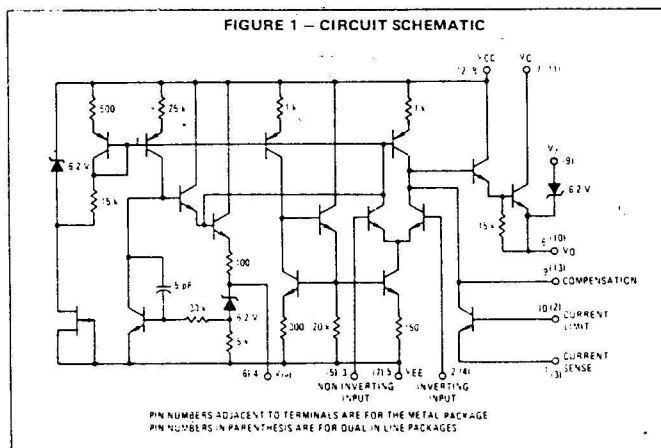 FIGURE 1 – CIRCUIT SCHEMATIC
VCC
VC
(12) 8
7 (11)
500
25 k
1 k
1 k
6.2 V
15 k
VZ
(9)
6.2 V
15 k
6 (10)
VO
100
5 pF
33 k
6.2 V
5 k
300
20 k
150
9 (13)
COMPENSATION
10 (2)
CURRENT
LIMIT
1 (3)
CURRENT
SENSE
(6) 4
Vref
(5) 3
(7) 5
VEE
2 (4)
NON INVERTING
INPUT
INVERTING
INPUT
PIN NUMBERS ADJACENT TO TERMINALS ARE FOR THE METAL PACKAGE
PIN NUMBERS IN PARENTHESIS ARE FOR DUAL IN LINE PACKAGES